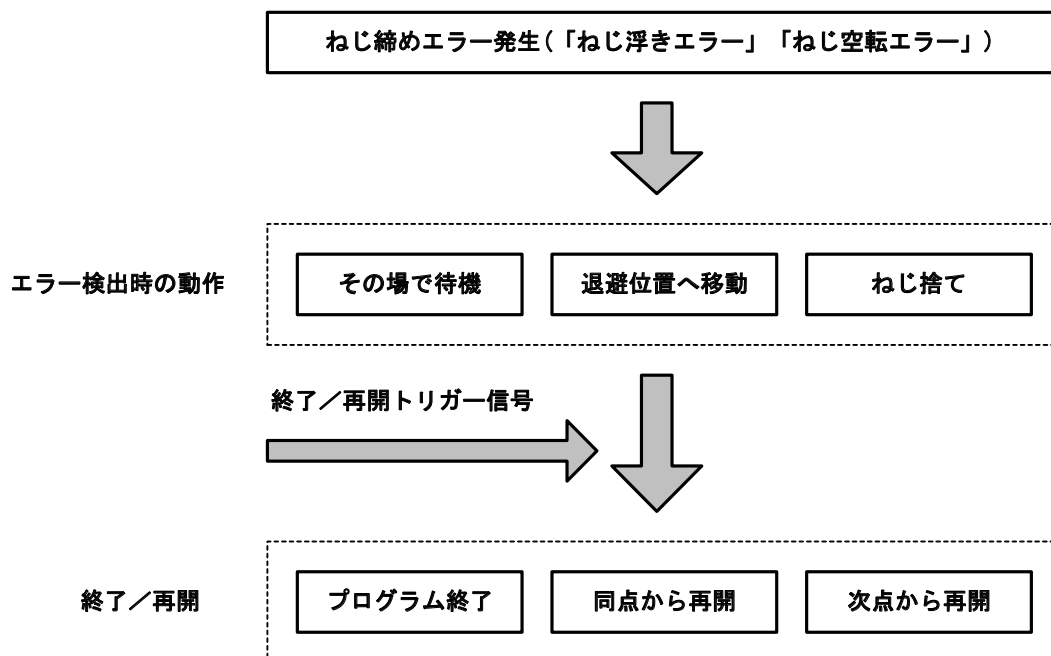 ねじ締めエラー発生(「ねじ浮きエラー」「ねじ空転エラー」)
エラー検出時の動作
その場で待機
退避位置へ移動
ねじ捨て
終了/再開トリガー信号
終了/再開
プログラム終了
同点から再開
次点から再開